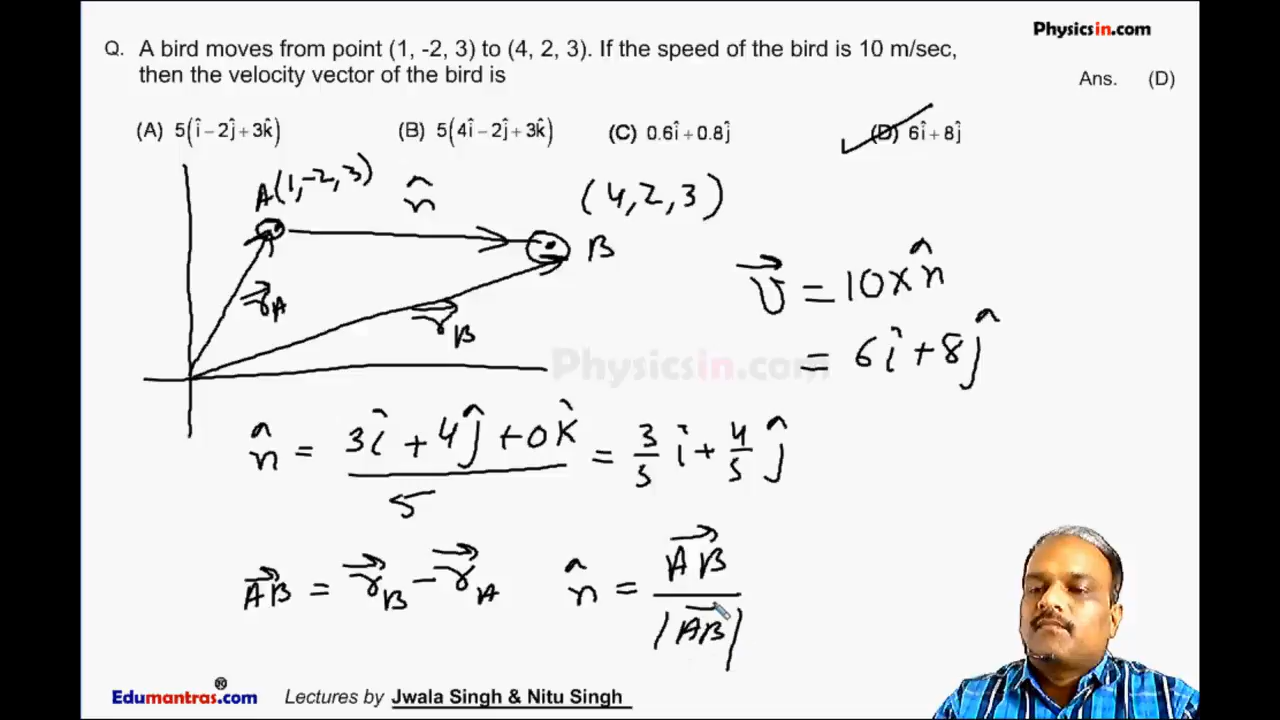 Physicsin.com
Q. A bird moves from point (1, -2, 3) to (4, 2, 3). If the speed of the bird is 10 m/sec,
then the velocity vector of the bird is
Ans. (D)
(A) 5(î − 2ĵ + 3k̂) (B) 5(4î − 2ĵ + 3k̂) (C) 0.6î + 0.8ĵ (D) 6î + 8ĵ
A(1, -2, 3) n̂ (4, 2, 3)
B
r⃗A
r⃗B
v⃗ = 10 × n̂
= 6î + 8ĵ
Physicsin.com
n̂ = 3î + 4ĵ + 0k̂ / 5 = 3/5 î + 4/5 ĵ
A⃗B = r⃗B − r⃗A n̂ = A⃗B / |A⃗B|
Edumantras.com ® Lectures by Jwala Singh & Nitu Singh